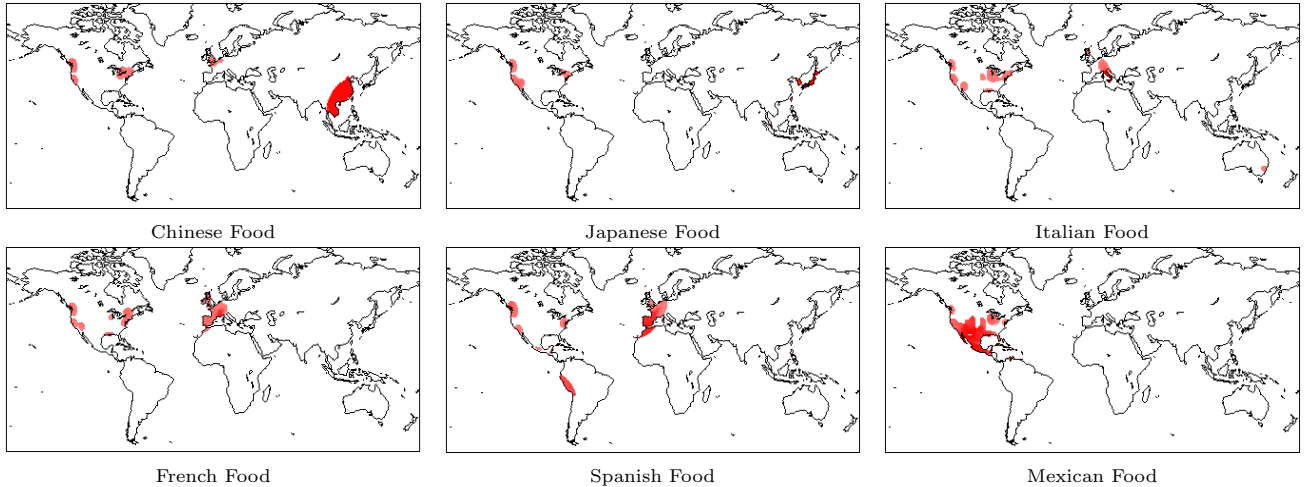 Chinese Food
Japanese Food
Italian Food
French Food
Spanish Food
Mexican Food